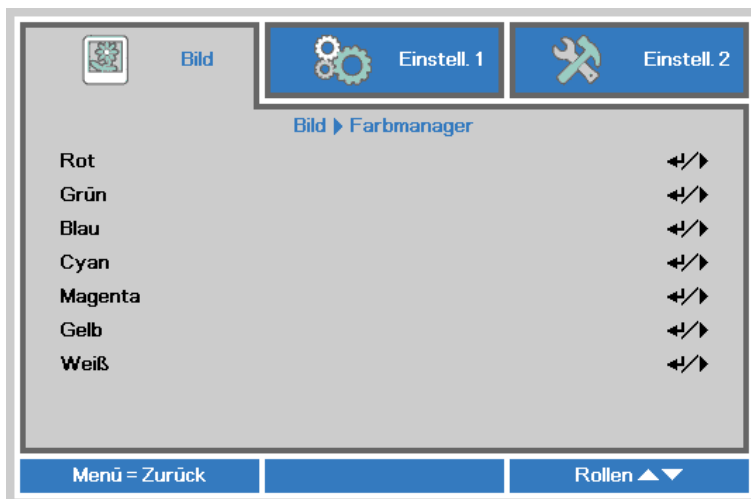 Bild
Einstell. 1
Einstell. 2
Bild ▶ Farbmanager
Rot
Grün
Blau
Cyan
Magenta
Gelb
Weiß
Menü = Zurück
Rollen ▲▼